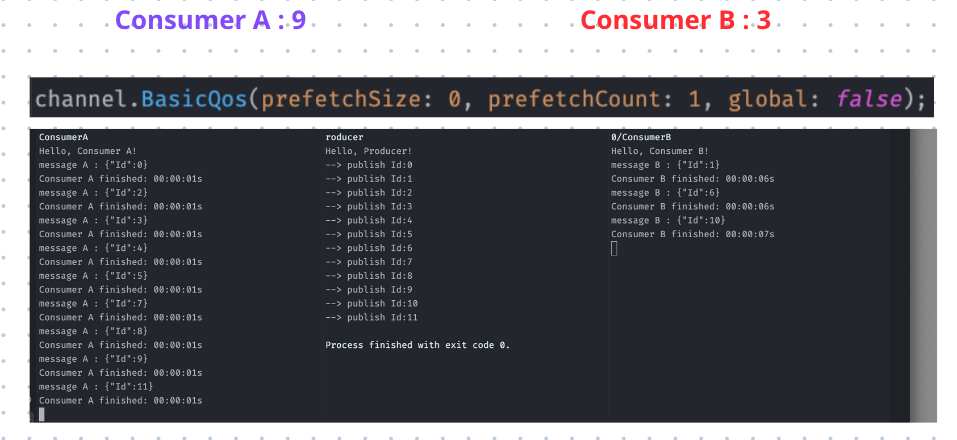 Consumer A : 9
Consumer B : 3
channel.BasicQos(prefetchSize: 0, prefetchCount: 1, global: false);
ConsumerA
Hello, Consumer A!
message A : {"Id":0}
Consumer A finished: 00:00:01s
message A : {"Id":2}
Consumer A finished: 00:00:01s
message A : {"Id":3}
Consumer A finished: 00:00:01s
message A : {"Id":4}
Consumer A finished: 00:00:01s
message A : {"Id":5}
Consumer A finished: 00:00:01s
message A : {"Id":7}
Consumer A finished: 00:00:01s
message A : {"Id":8}
Consumer A finished: 00:00:01s
message A : {"Id":9}
Consumer A finished: 00:00:01s
message A : {"Id":11}
Consumer A finished: 00:00:01s
roducer
Hello, Producer!
--> publish Id:0
--> publish Id:1
--> publish Id:2
--> publish Id:3
--> publish Id:4
--> publish Id:5
--> publish Id:6
--> publish Id:7
--> publish Id:8
--> publish Id:9
--> publish Id:10
--> publish Id:11
Process finished with exit code 0.
0/ConsumerB
Hello, Consumer B!
message B : {"Id":1}
Consumer B finished: 00:00:06s
message B : {"Id":6}
Consumer B finished: 00:00:06s
message B : {"Id":10}
Consumer B finished: 00:00:07s